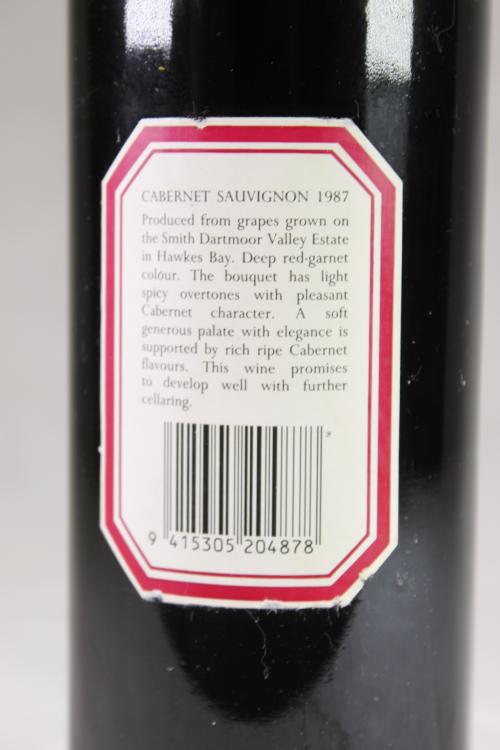 CABERNET SAUVIGNON 1987
Produced from grapes grown on
the Smith Dartmoor Valley Estate
in Hawkes Bay. Deep red-garnet
colour. The bouquet has light
spicy overtones with pleasant
Cabernet character. A soft
generous palate with elegance is
supported by rich ripe Cabernet
flavours. This wine promises
to develop well with further
cellaring.
9 415305 204878